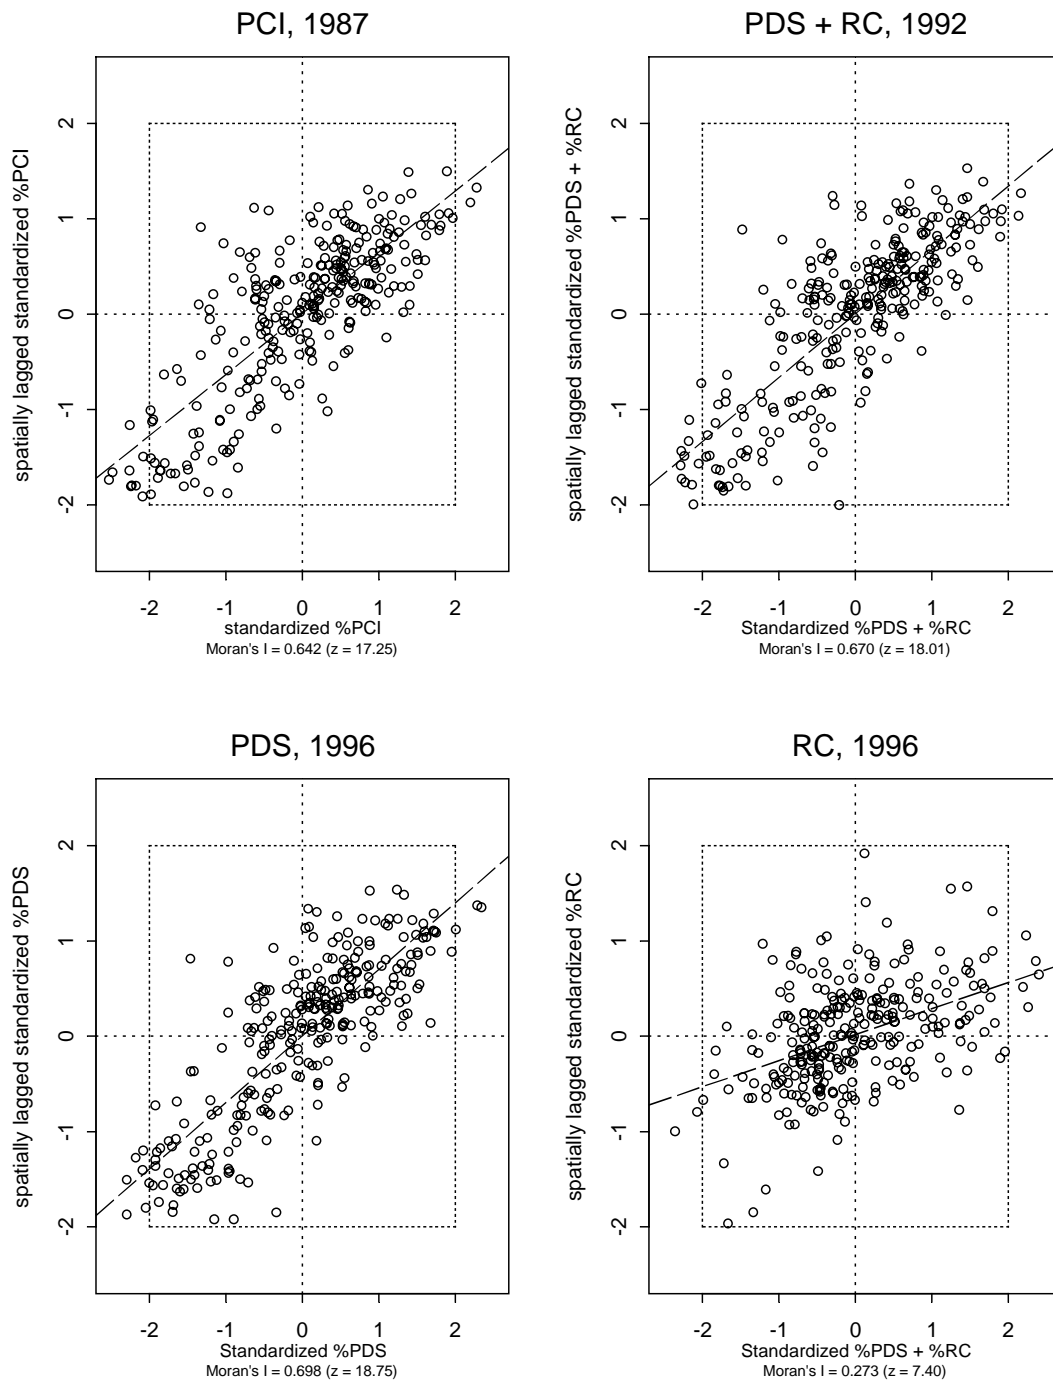 PCI, 1987
spatially lagged standardized %PCI
2
1
0
-1
-2
-2 -1 0 1 2
standardized %PCI
Moran's I = 0.642 (z = 17.25)
PDS + RC, 1992
spatially lagged standardized %PDS + %RC
2
1
0
-1
-2
-2 -1 0 1 2
Standardized %PDS + %RC
Moran's I = 0.670 (z = 18.01)
PDS, 1996
spatially lagged standardized %PDS
2
1
0
-1
-2
-2 -1 0 1 2
Standardized %PDS
Moran's I = 0.698 (z = 18.75)
RC, 1996
spatially lagged standardized %RC
2
1
0
-1
-2
-2 -1 0 1 2
Standardized %PDS + %RC
Moran's I = 0.273 (z = 7.40)